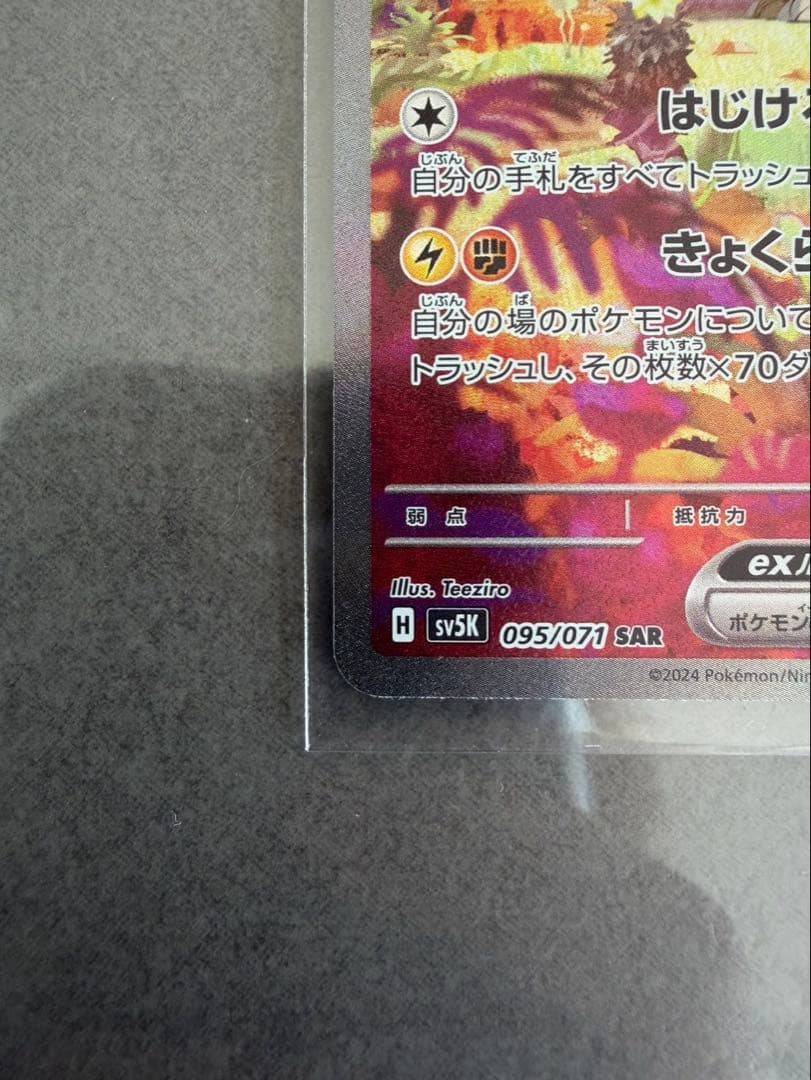 はじけ
じぶん てふだ
自分の手札をすべてトラッシュ
きょくら
じぶん ば
自分の場のポケモンについて
まいすう
トラッシュし、その枚数×70ダ
弱点 抵抗力
exル
Illus. Teeziro
ポケモン
H SV5K 095/071 SAR
©2024 Pokémon/Nin